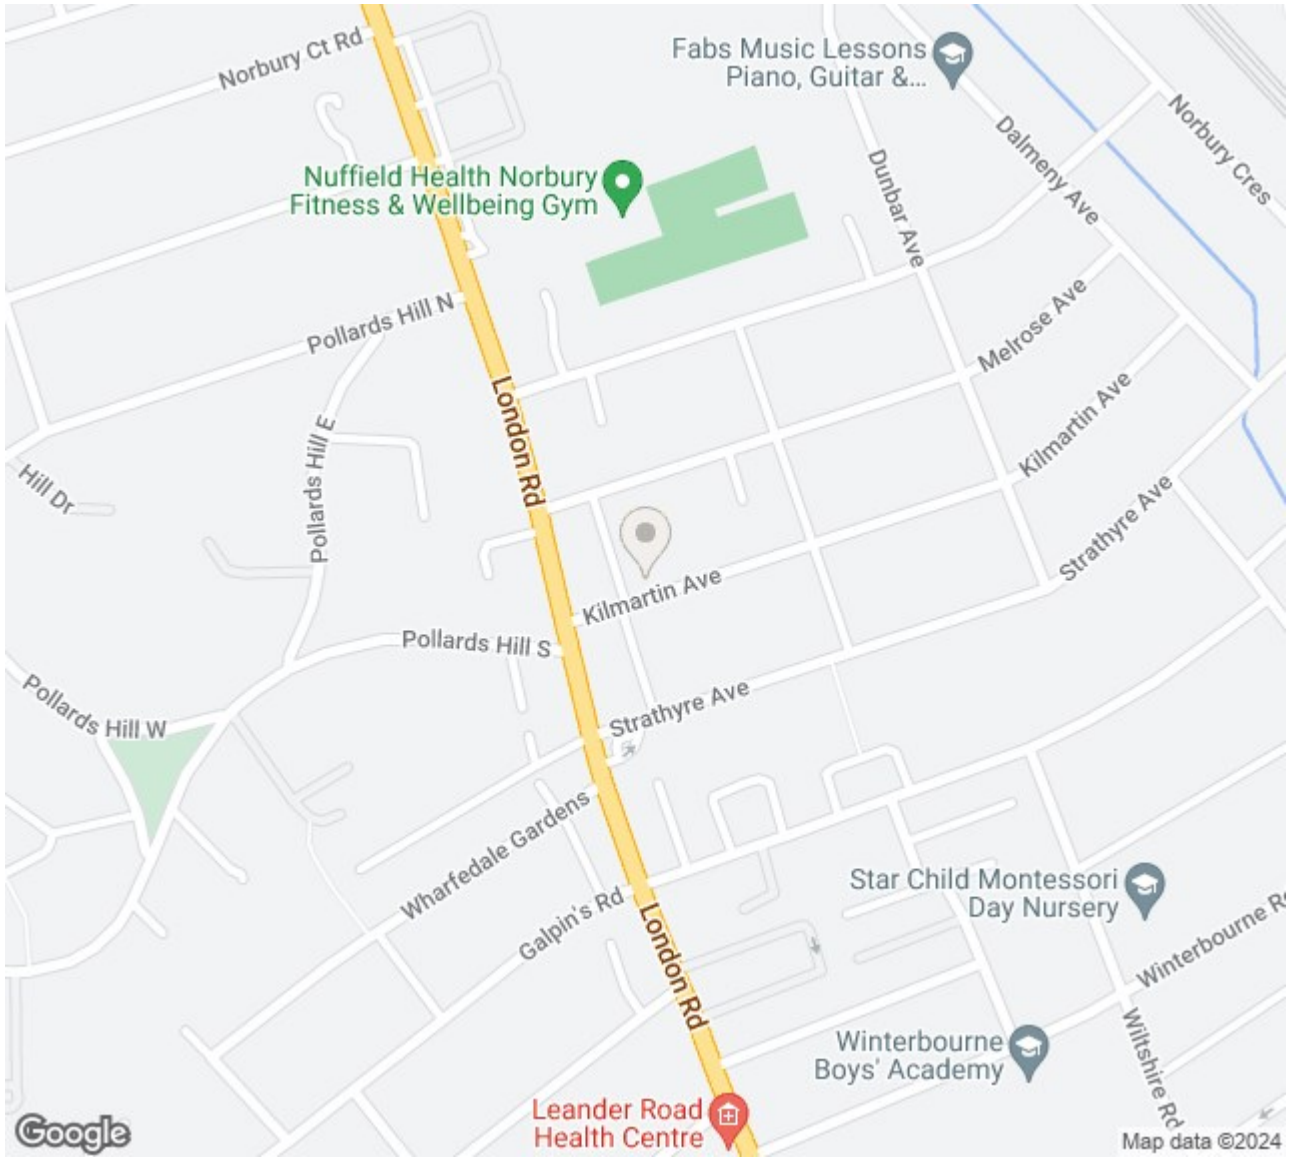 Norbury Ct Rd
Fabs Music Lessons
Piano, Guitar &...
Norbury Cres
Dalmeny Ave
Dunbar Ave
Nuffield Health Norbury
Fitness & Wellbeing Gym
Pollards Hill N
Melrose Ave
London Rd
Kilmartin Ave
Pollards Hill E
Hill Dr
Strathyre Ave
Kilmartin Ave
Pollards Hill S
Pollards Hill W
Strathyre Ave
Wharfedale Gardens
Galpin's Rd
Star Child Montessori
Day Nursery
London Rd
Winterbourne Ro
Winterbourne
Boys' Academy
Wiltshire Rd
Leander Road
Health Centre
Google
Map data ©2024